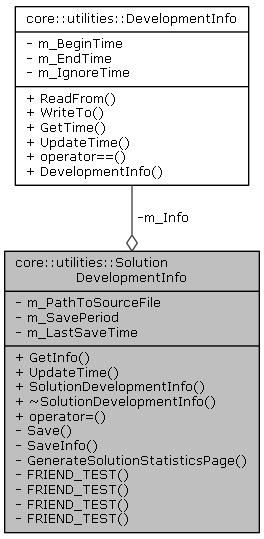 core::utilities::DevelopmentInfo
- m_BeginTime
- m_EndTime
- m_IgnoreTime
+ ReadFrom()
+ WriteTo()
+ GetTime()
+ UpdateTime()
+ operator==()
+ DevelopmentInfo()
-m_Info
core::utilities::Solution
DevelopmentInfo
- m_PathToSourceFile
- m_SavePeriod
- m_LastSaveTime
+ GetInfo()
+ UpdateTime()
+ SolutionDevelopmentInfo()
+ ~SolutionDevelopmentInfo()
+ operator=()
- Save()
- SaveInfo()
- GenerateSolutionStatisticsPage()
- FRIEND_TEST()
- FRIEND_TEST()
- FRIEND_TEST()
- FRIEND_TEST()